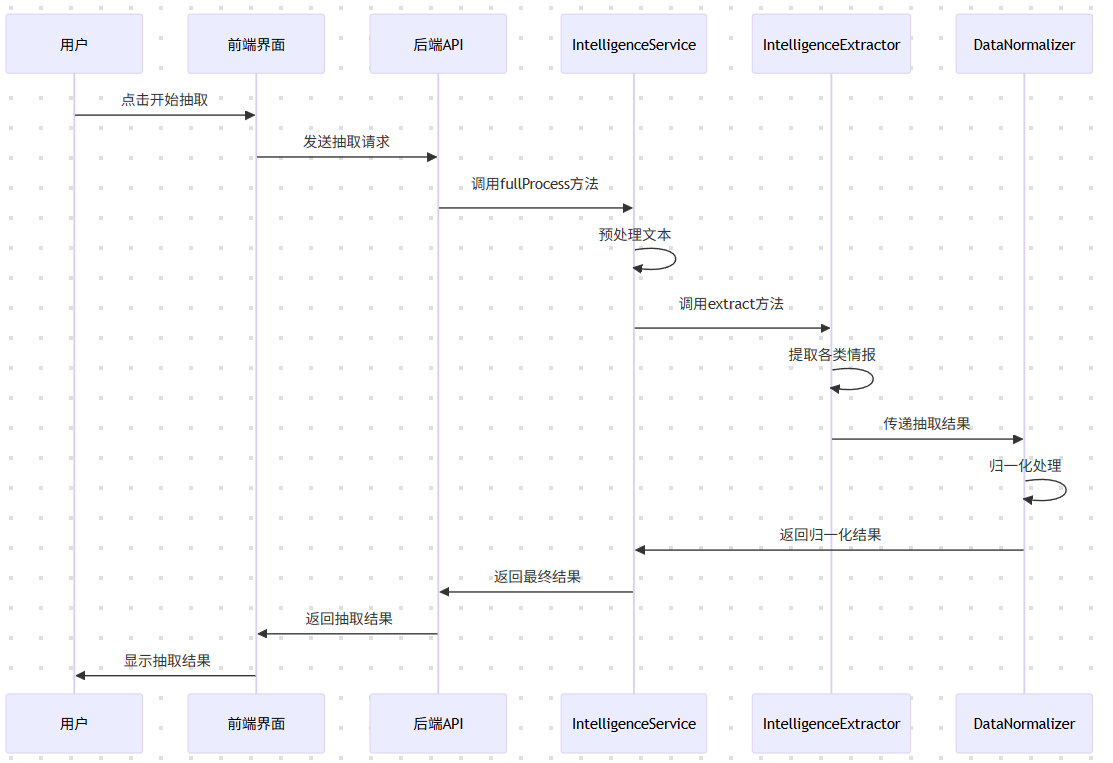 用户
前端界面
后端API
IntelligenceService
IntelligenceExtractor
DataNormalizer
点击开始抽取
发送抽取请求
调用fullProcess方法
预处理文本
调用extract方法
提取各类情报
传递抽取结果
归一化处理
返回归一化结果
返回最终结果
返回抽取结果
显示抽取结果
用户
前端界面
后端API
IntelligenceService
IntelligenceExtractor
DataNormalizer